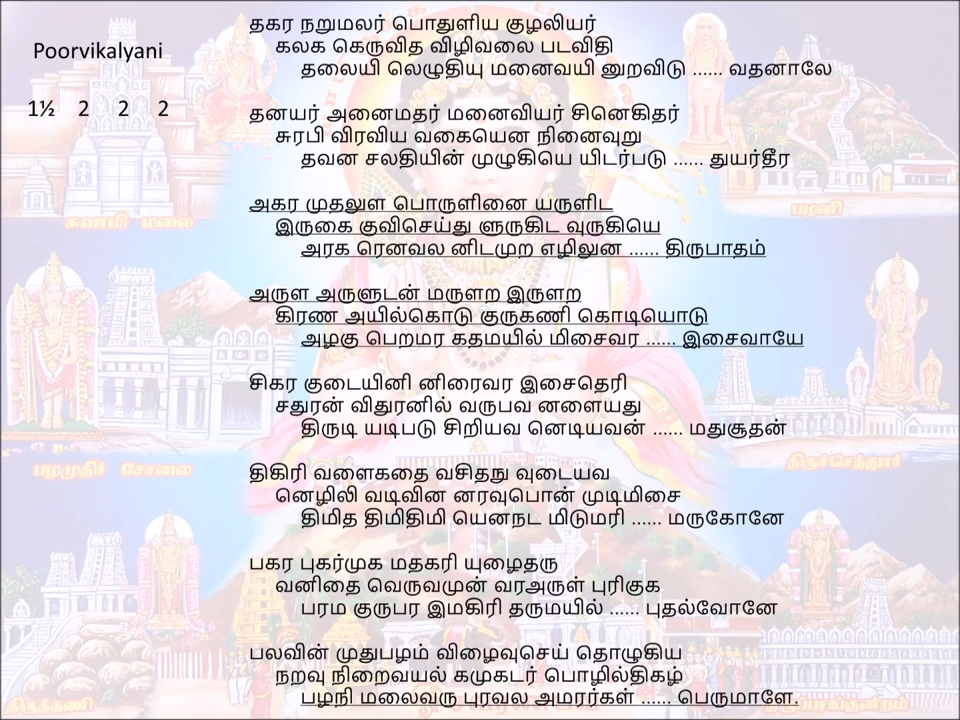 Poorvikalyani
1½ 2 2 2
தகர நறுமலர் பொதுளிய குழலியர்
கலக கெருவித விழிவலை படவிதி
தலையி லெழுதியு மனைவயி னுறவிடு ...... வதனாலே
தனயர் அனைமதர் மனைவியர் சினெகிதர்
சுரபி விரவிய வகையென நினைவுறு
தவன சலதியின் முழுகியெ யிடர்படு ...... துயர்தீர
அகர முதலுள பொருளினை யருளிட
இருகை குவிசெய்து ளுருகிட வுருகியெ
அரக ரெனவல னிடமுற எழிலுன ...... திருபாதம்
அருள அருளுடன் மருளற இருளற
கிரண அயில்கொடு குருகணி கொடியொடு
அழகு பெறமர கதமயில் மிசைவர ...... இசைவாயே
சிகர குடையினி னிரைவர இசைதெரி
சதுரன் விதுரனில் வருபவ னளையது
திருடி யடிபடு சிறியவ னெடியவன் ...... மதுசூதன்
திகிரி வளைகதை வசிதநு வுடையவ
னெழிலி வடிவின னரவுபொன் முடிமிசை
திமித திமிதிமி யெனநட மிடுமரி ...... மருகோனே
பகர புகர்முக மதகரி யுழைதரு
வனிதை வெருவமுன் வரஅருள் புரிகுக
பரம குருபர இமகிரி தருமயில் ...... புதல்வோனே
பலவின் முதுபழம் விழைவுசெய் தொழுகிய
நறவு நிறைவயல் கமுகடர் பொழில்திகழ்
பழநி மலைவரு புரவல அமரர்கள் ...... பெருமாளே.
சுவாமி மலை
பழனி
பழமுதிர் சோலை
திருச்செந்தூர்
திருத்தணி